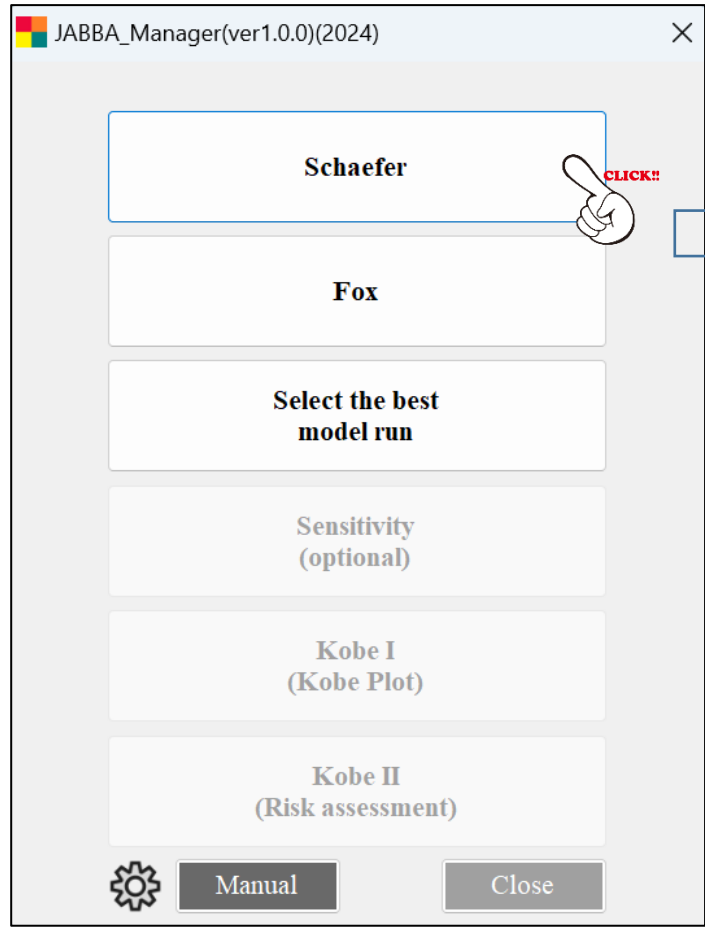 JABBA_Manager(ver1.0.0)(2024)
Schaefer
CLICK!!
Fox
Select the best
model run
Sensitivity
(optional)
Kobe I
(Kobe Plot)
Kobe II
(Risk assessment)
Manual
Close